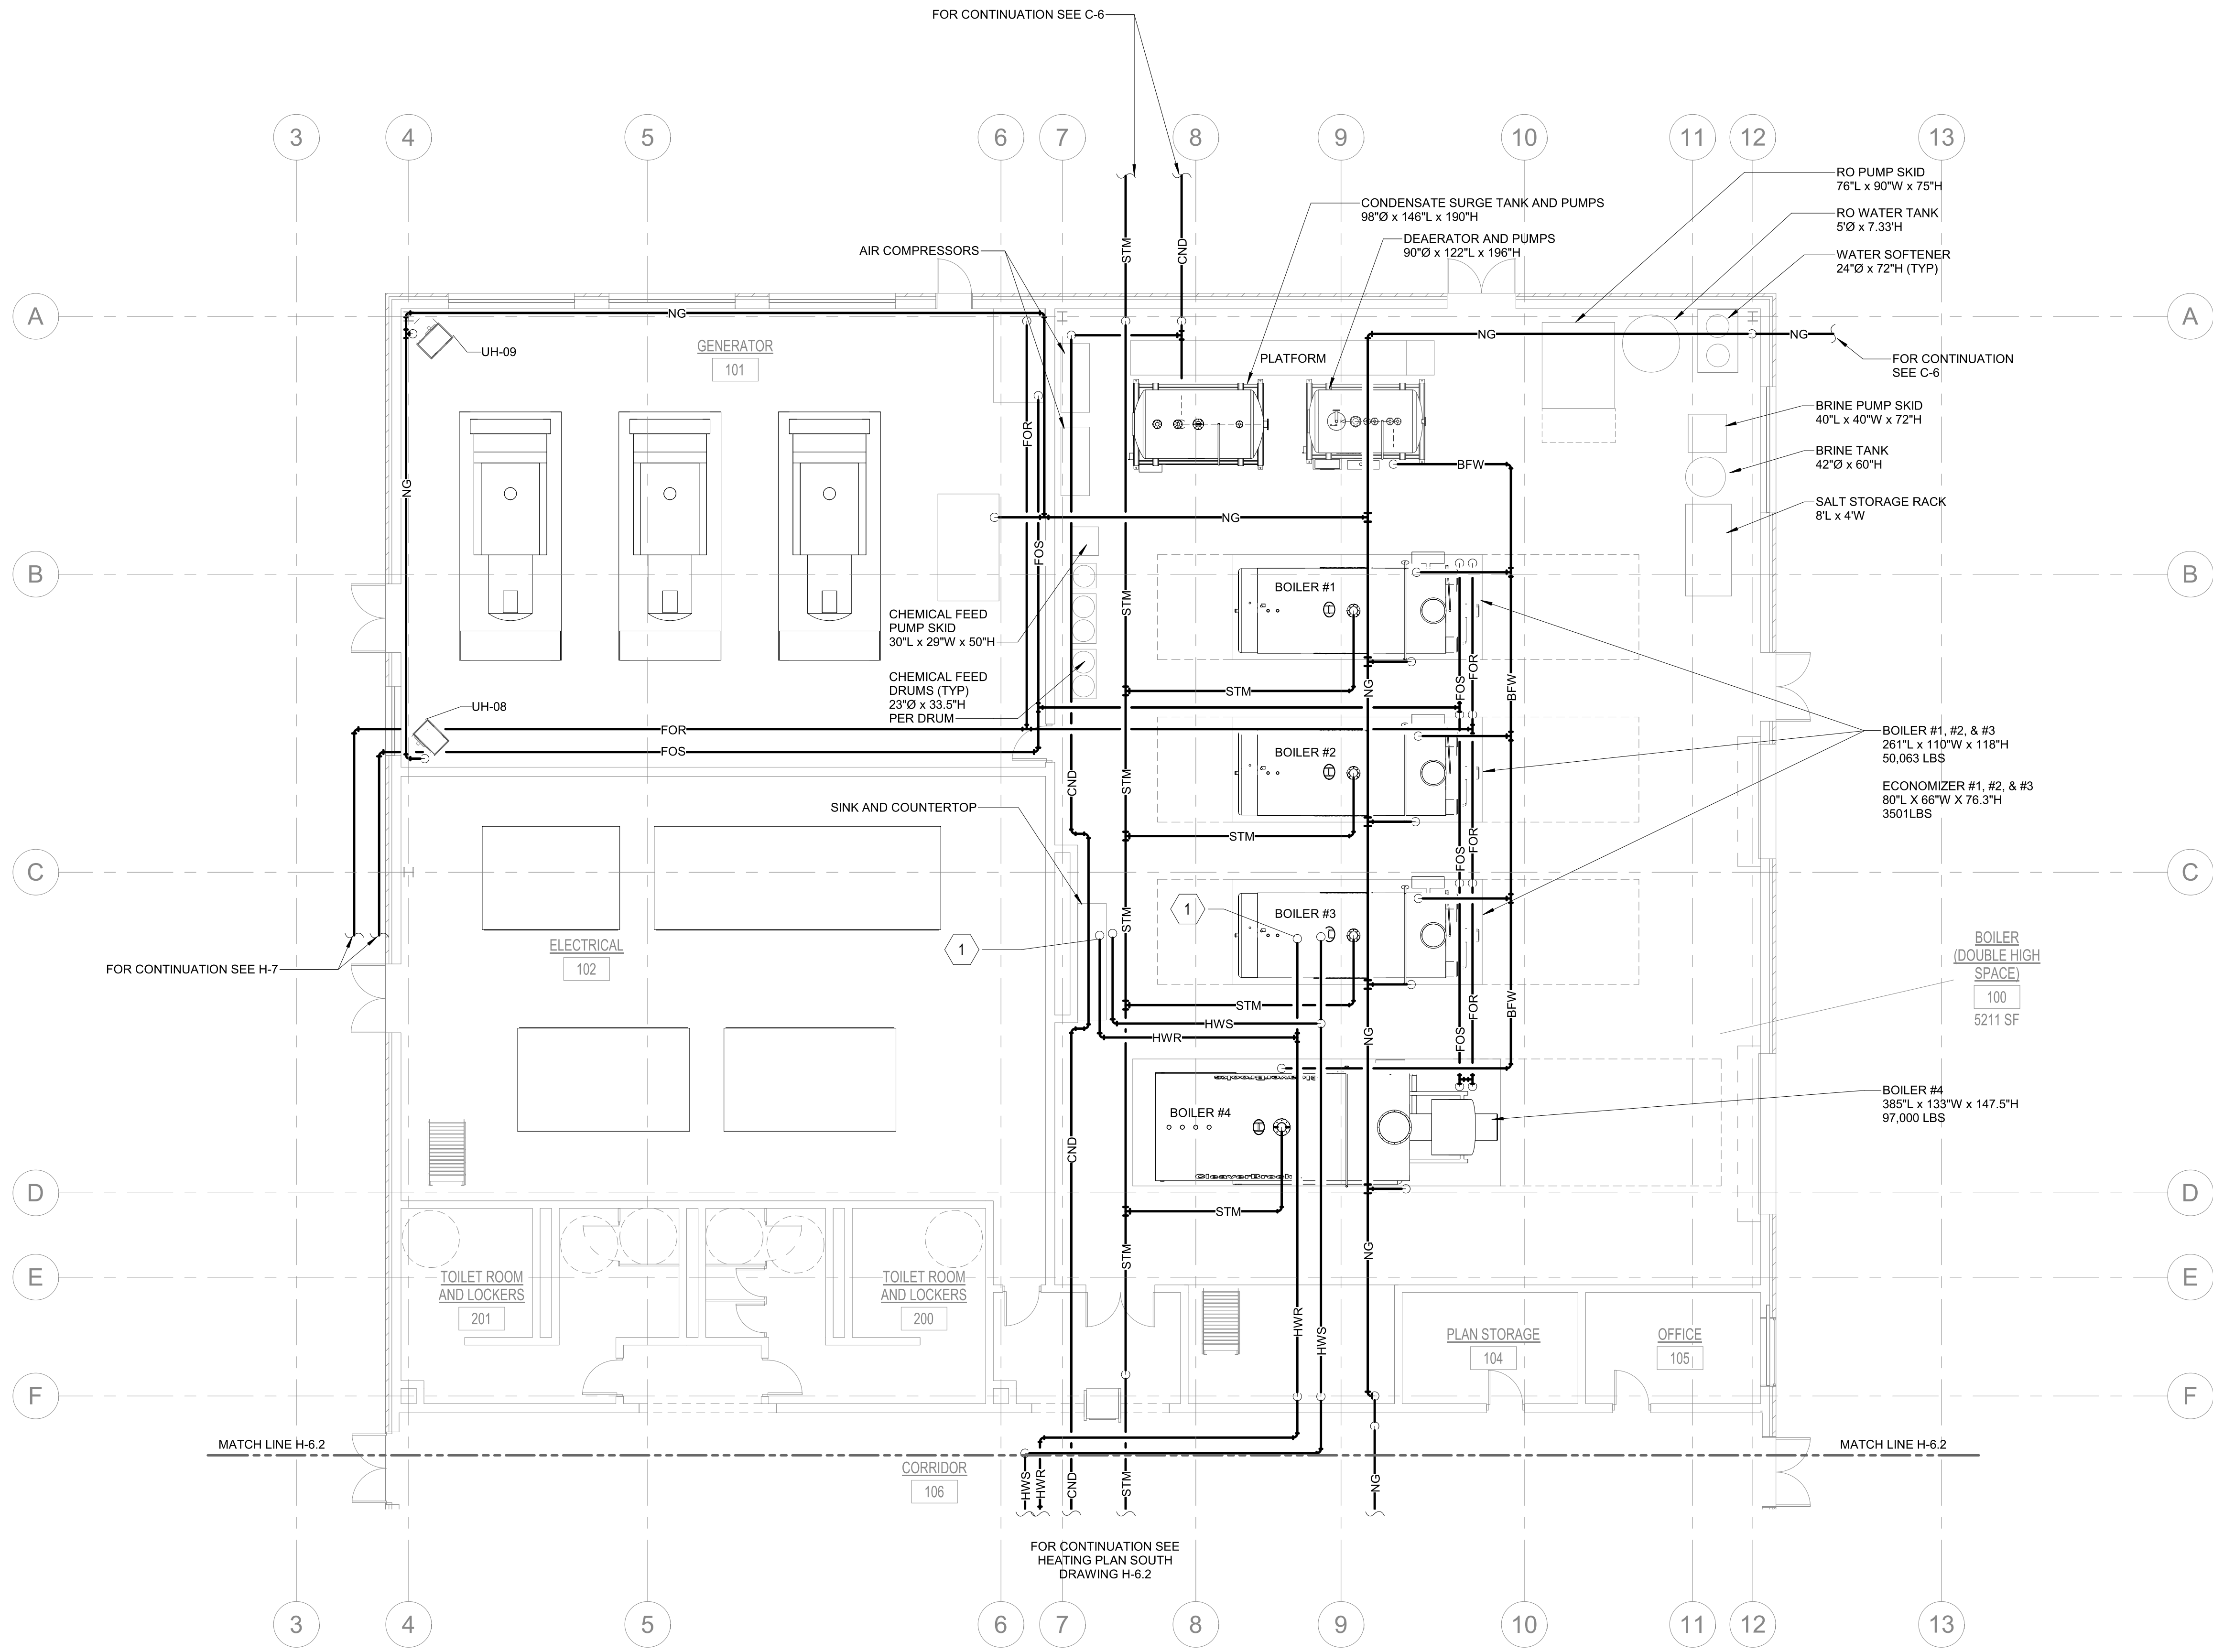 FOR CONTINUATION SEE C-6
3
4
5
6
7
8
9
10
11
12
13
RO PUMP SKID
76"L x 90"W x 75"H
CONDENSATE SURGE TANK AND PUMPS
98"Ø x 146"L x 190"H
RO WATER TANK
5'Ø x 7.33'H
DEAERATOR AND PUMPS
90"Ø x 122"L x 196"H
AIR COMPRESSORS
STM
CND
WATER SOFTENER
24"Ø x 72"H (TYP)
A
A
NG
NG
NG
UH-09
GENERATOR
101
PLATFORM
FOR CONTINUATION
SEE C-6
BRINE PUMP SKID
40"L x 40"W x 72"H
FOR
BRINE TANK
42"Ø x 60"H
BFW
NG
SALT STORAGE RACK
8'L x 4'W
NG
FOS
B
B
BOILER #1
STM
CHEMICAL FEED
PUMP SKID
30"L x 29"W x 50"H
FOR
FOS
NG
BFW
STM
CHEMICAL FEED
DRUMS (TYP)
23"Ø x 33.5"H
PER DRUM
UH-08
FOR
FOS
BOILER #2
BOILER #1, #2, & #3
261"L x 110"W x 118"H
50,063 LBS
ECONOMIZER #1, #2, & #3
80"L X 66"W X 76.3"H
3501LBS
CND
STM
SINK AND COUNTERTOP
STM
FOR
FOS
C
C
1
BOILER #3
STM
ELECTRICAL
102
1
BOILER
(DOUBLE HIGH
SPACE)
100
5211 SF
FOR CONTINUATION SEE H-7
STM
FOR
BFW
HWS
HWR
NG
FOS
BOILER #4
385"L x 133"W x 147.5"H
97,000 LBS
BOILER #4
CleaverBrooks
CND
D
D
STM
STM
NG
E
E
TOILET ROOM
AND LOCKERS
201
TOILET ROOM
AND LOCKERS
200
HWR
HWS
PLAN STORAGE
104
OFFICE
105
F
F
MATCH LINE H-6.2
MATCH LINE H-6.2
CORRIDOR
106
HWS
HWR
CND
STM
NG
FOR CONTINUATION SEE
HEATING PLAN SOUTH
DRAWING H-6.2
3
4
5
6
7
8
9
10
11
12
13